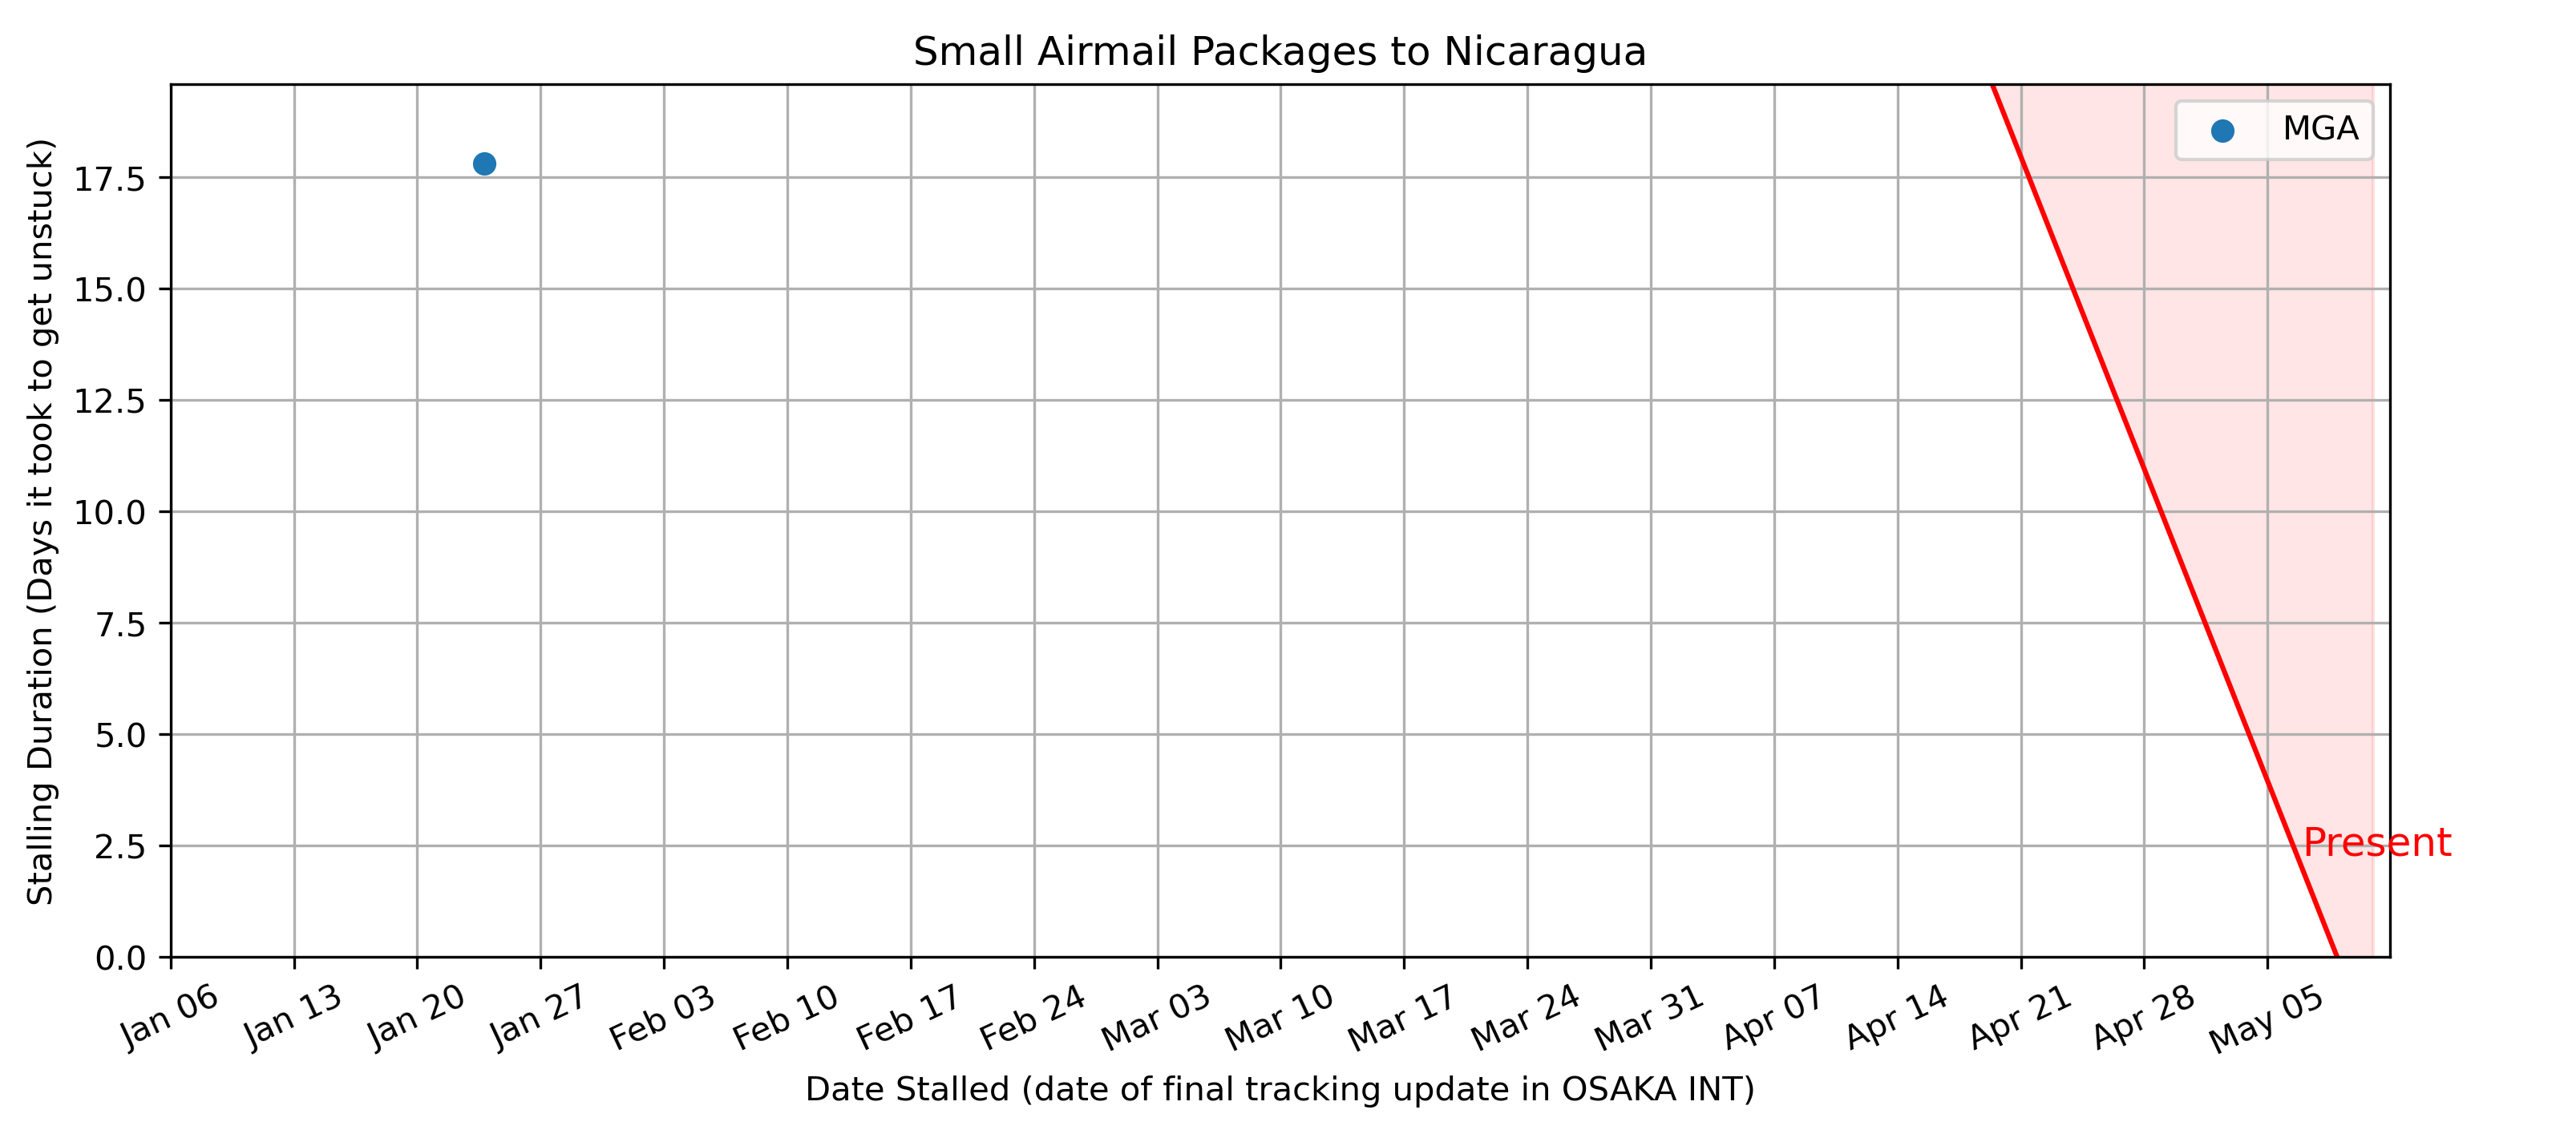 Small Airmail Packages to Nicaragua
MGA
Stalling Duration (Days it took to get unstuck)
17.5
15.0
12.5
10.0
7.5
5.0
2.5
0.0
Present
Jan 06 Jan 13 Jan 20 Jan 27 Feb 03 Feb 10 Feb 17 Feb 24 Mar 03 Mar 10 Mar 17 Mar 24 Mar 31 Apr 07 Apr 14 Apr 21 Apr 28 May 05
Date Stalled (date of final tracking update in OSAKA INT)